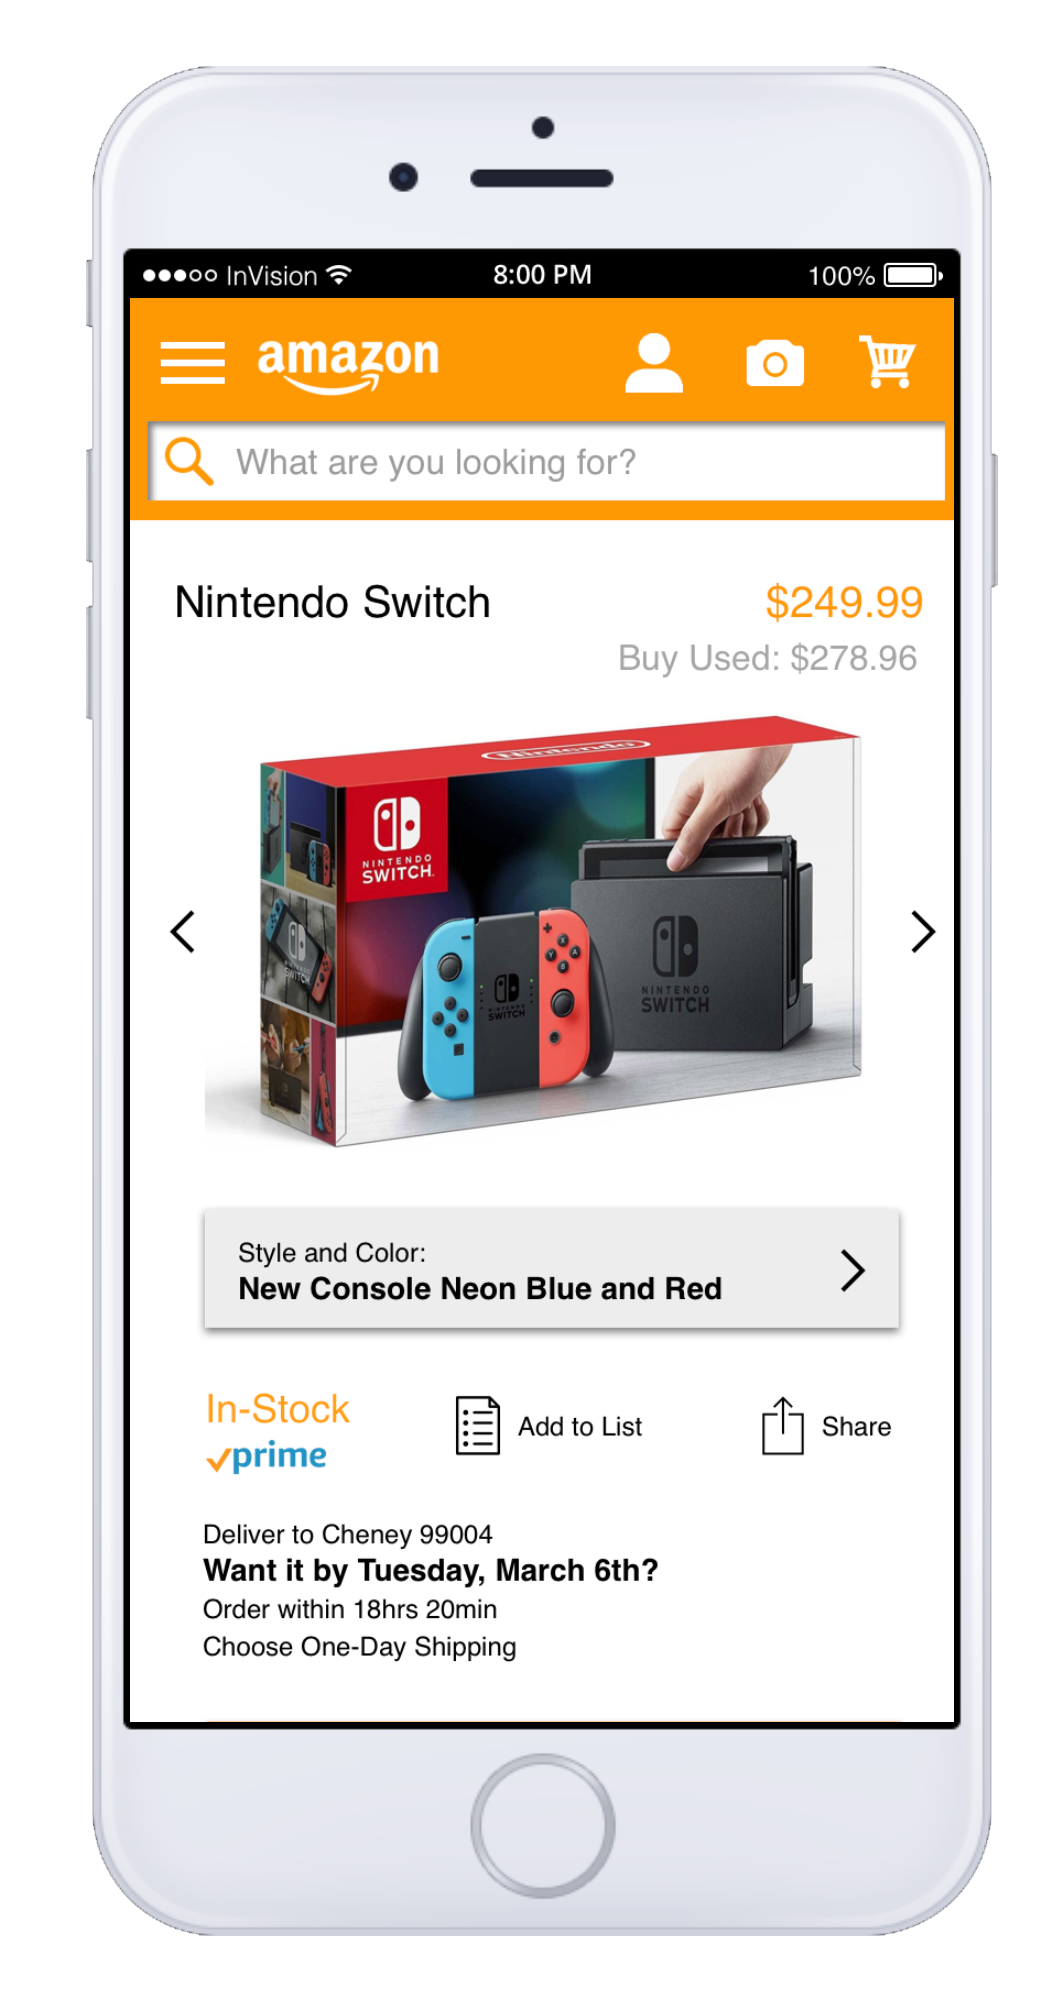 InVision 8:00 PM 100%
amazon
What are you looking for?
Nintendo Switch $249.99
Buy Used: $278.96
Nintendo
NINTENDO
SWITCH.
NINTENDO
SWITCH
NINTENDO
SWITCH
NINTENDO
SWITCH
X
Y A
B
Style and Color:
New Console Neon Blue and Red
In-Stock
prime
Add to List
Share
Deliver to Cheney 99004
Want it by Tuesday, March 6th?
Order within 18hrs 20min
Choose One-Day Shipping